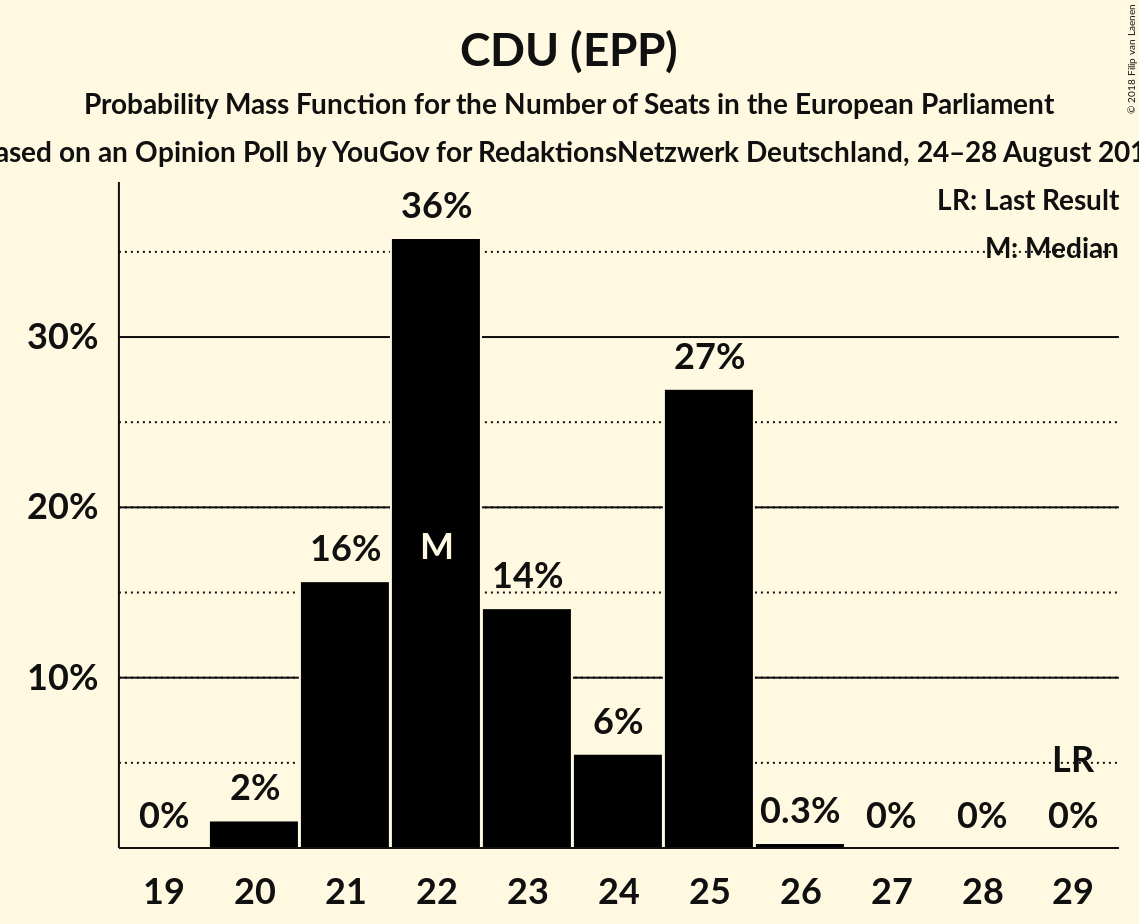 CDU (EPP)
Probability Mass Function for the Number of Seats in the European Parliament
ased on an Opinion Poll by YouGov for RedaktionsNetzwerk Deutschland, 24–28 August 201
© 2018 Filip van Laenen
LR: Last Result
M: Median
36%
30%
27%
20%
16%
M
14%
10%
6%
LR
2%
0%
0.3%
0%
0%
0%
19 20 21 22 23 24 25 26 27 28 29